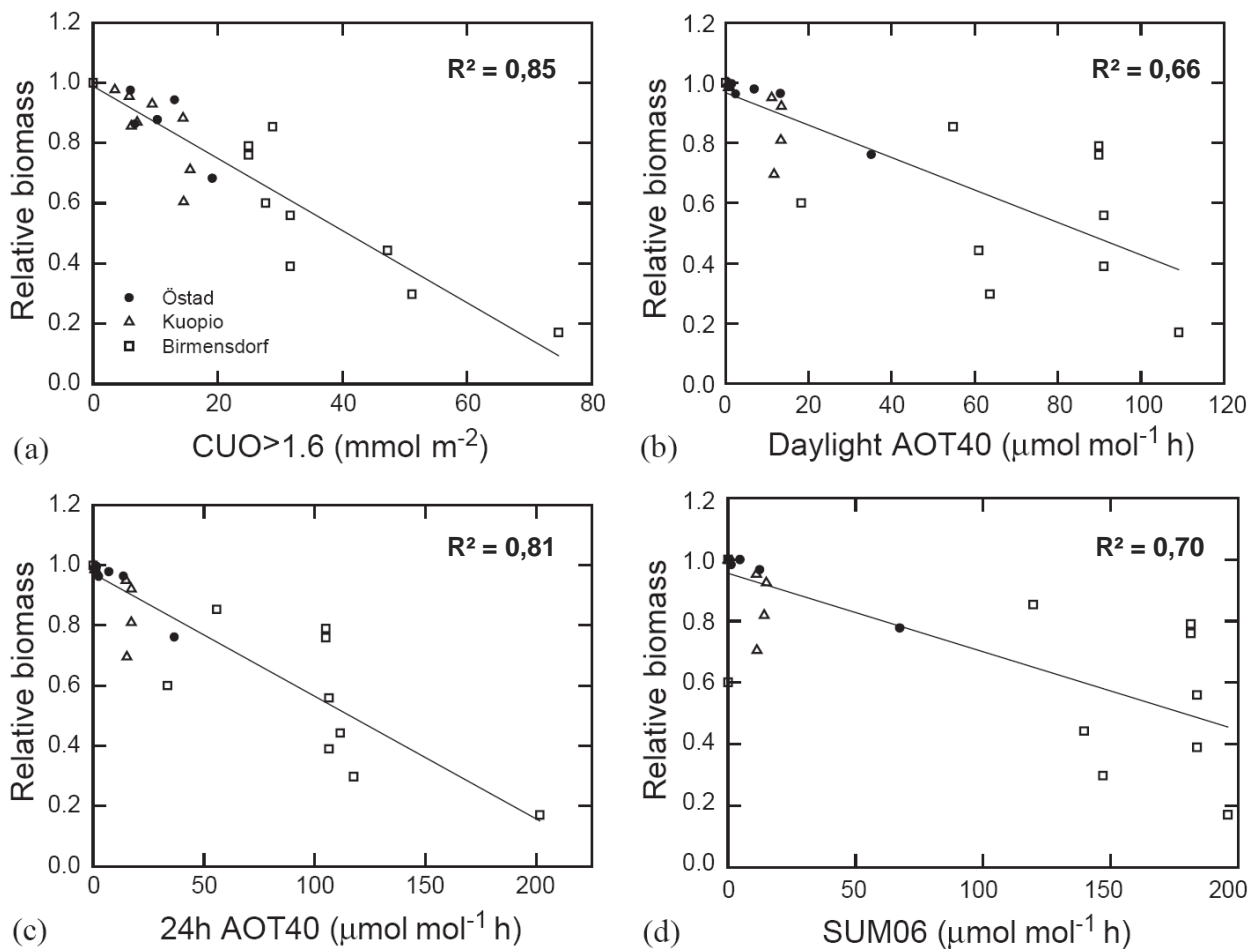 1.2
1.0
0.8
0.6
0.4
0.2
0.0
Relative biomass
R² = 0,85
Östad
Kuopio
Birmensdorf
0 20 40 60 80
(a) CUO>1.6 (mmol m-2)
1.2
1.0
0.8
0.6
0.4
0.2
0.0
Relative biomass
R² = 0,66
0 20 40 60 80 100 120
(b) Daylight AOT40 (μmol mol-1 h)
1.2
1.0
0.8
0.6
0.4
0.2
0.0
Relative biomass
R² = 0,81
0 50 100 150 200
(c) 24h AOT40 (μmol mol-1 h)
1.2
1.0
0.8
0.6
0.4
0.2
0.0
Relative biomass
R² = 0,70
0 50 100 150 200
(d) SUM06 (μmol mol-1 h)